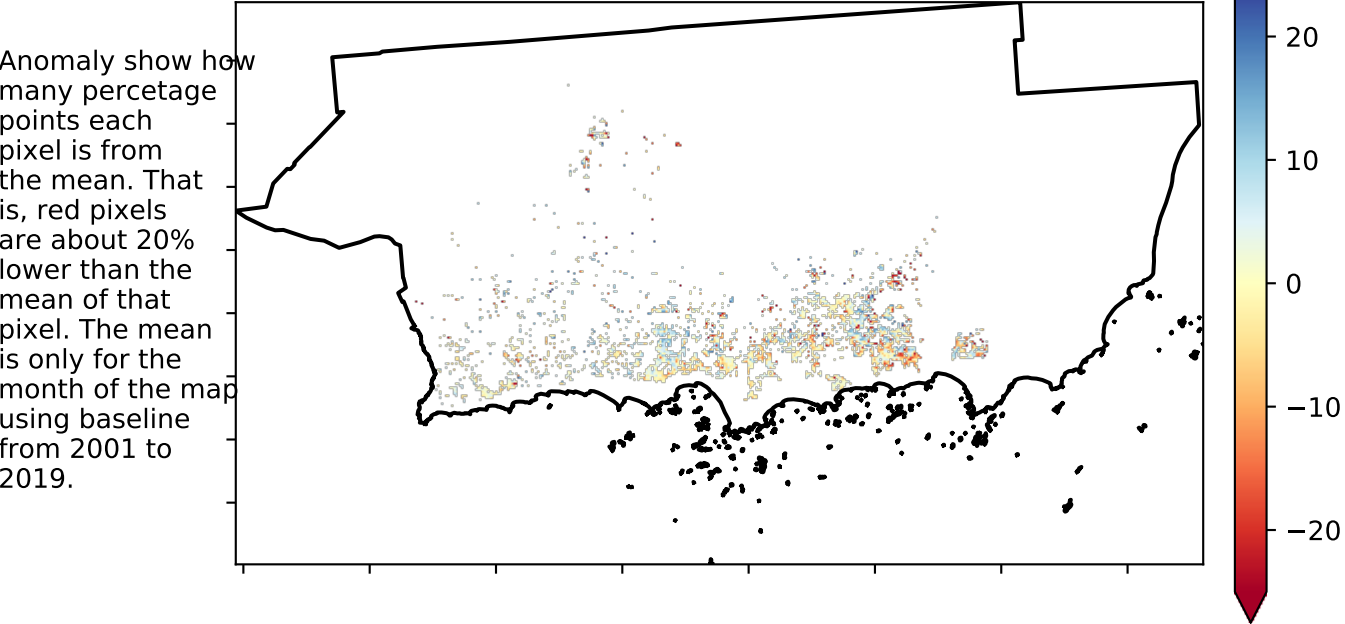 Anomaly show how
many percetage
points each
pixel is from
the mean. That
is, red pixels
are about 20%
lower than the
mean of that
pixel. The mean
is only for the
month of the map
using baseline
from 2001 to
2019.
20
10
0
−10
−20